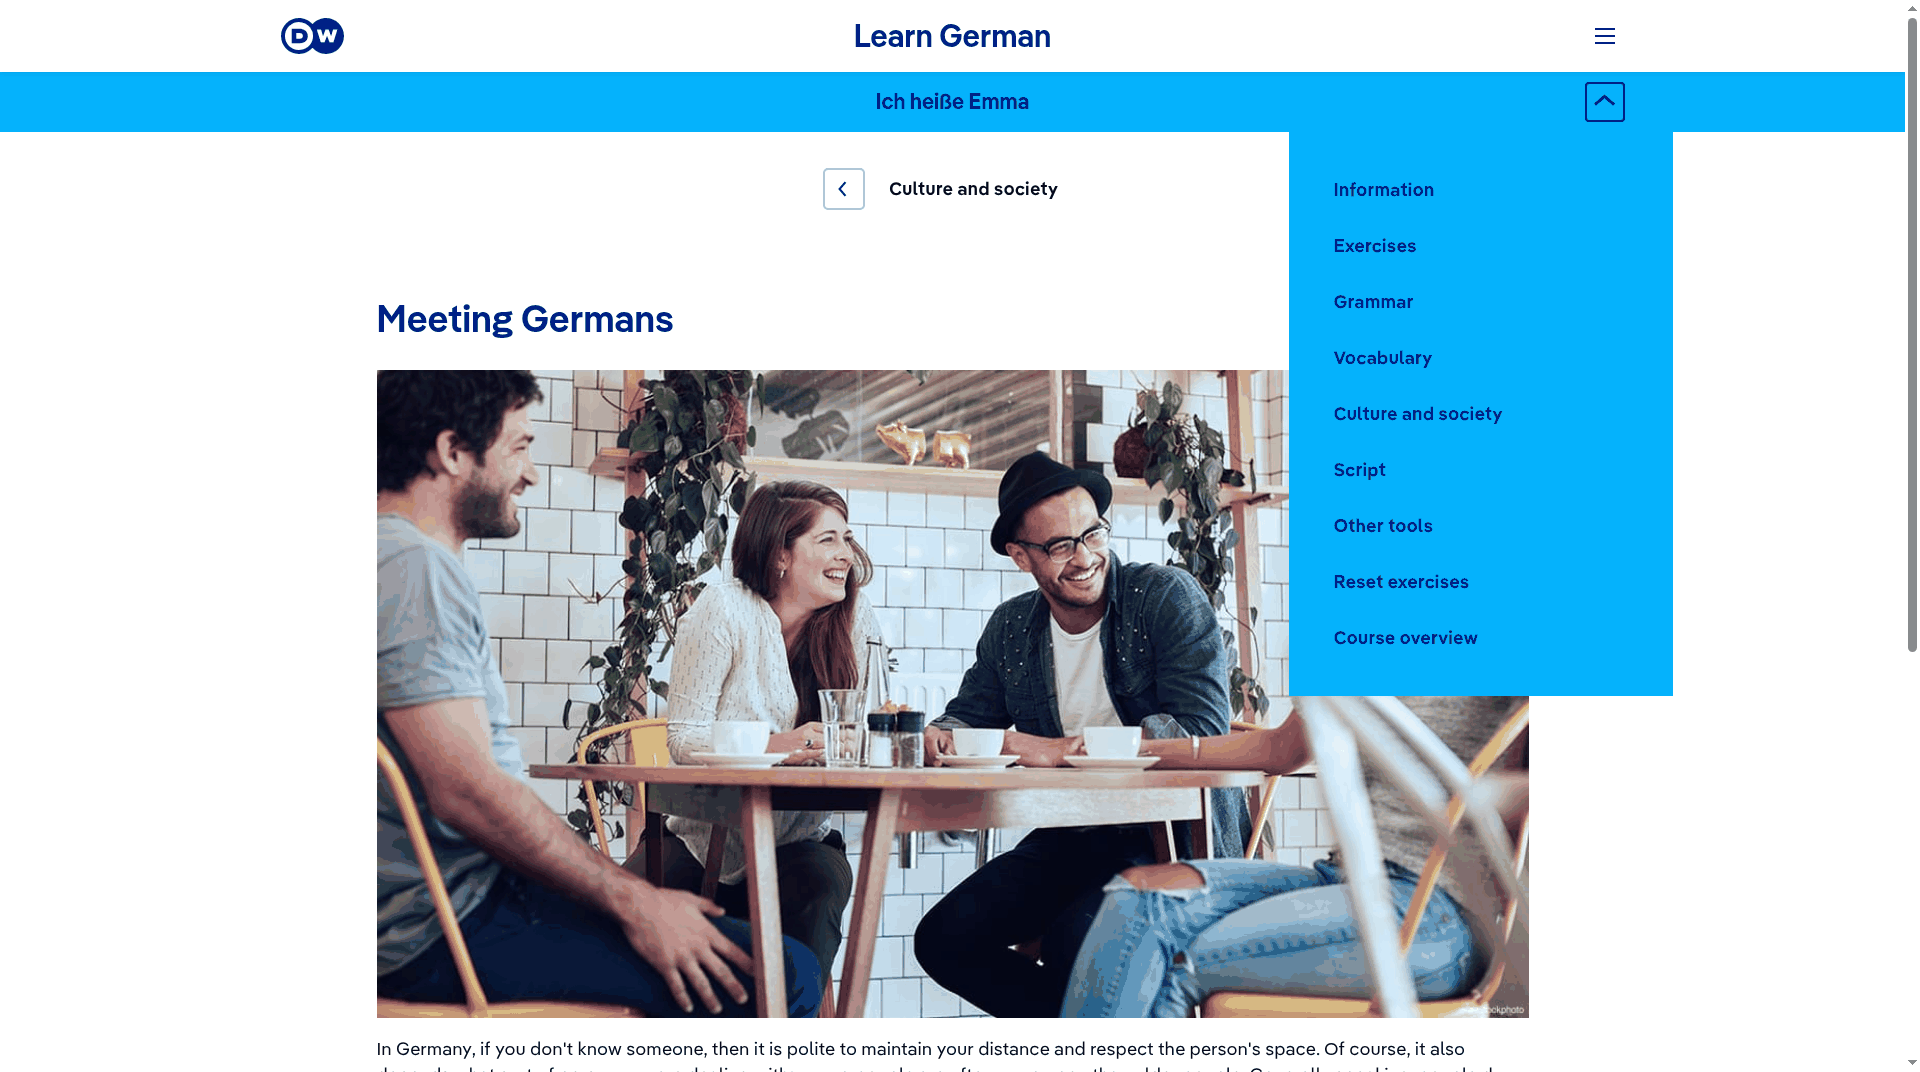 DW
Learn German
Ich heiße Emma
Culture and society
Information
Exercises
Grammar
Vocabulary
Culture and society
Script
Other tools
Reset exercises
Course overview
Meeting Germans
In Germany, if you don't know someone, then it is polite to maintain your distance and respect the person's space. Of course, it also